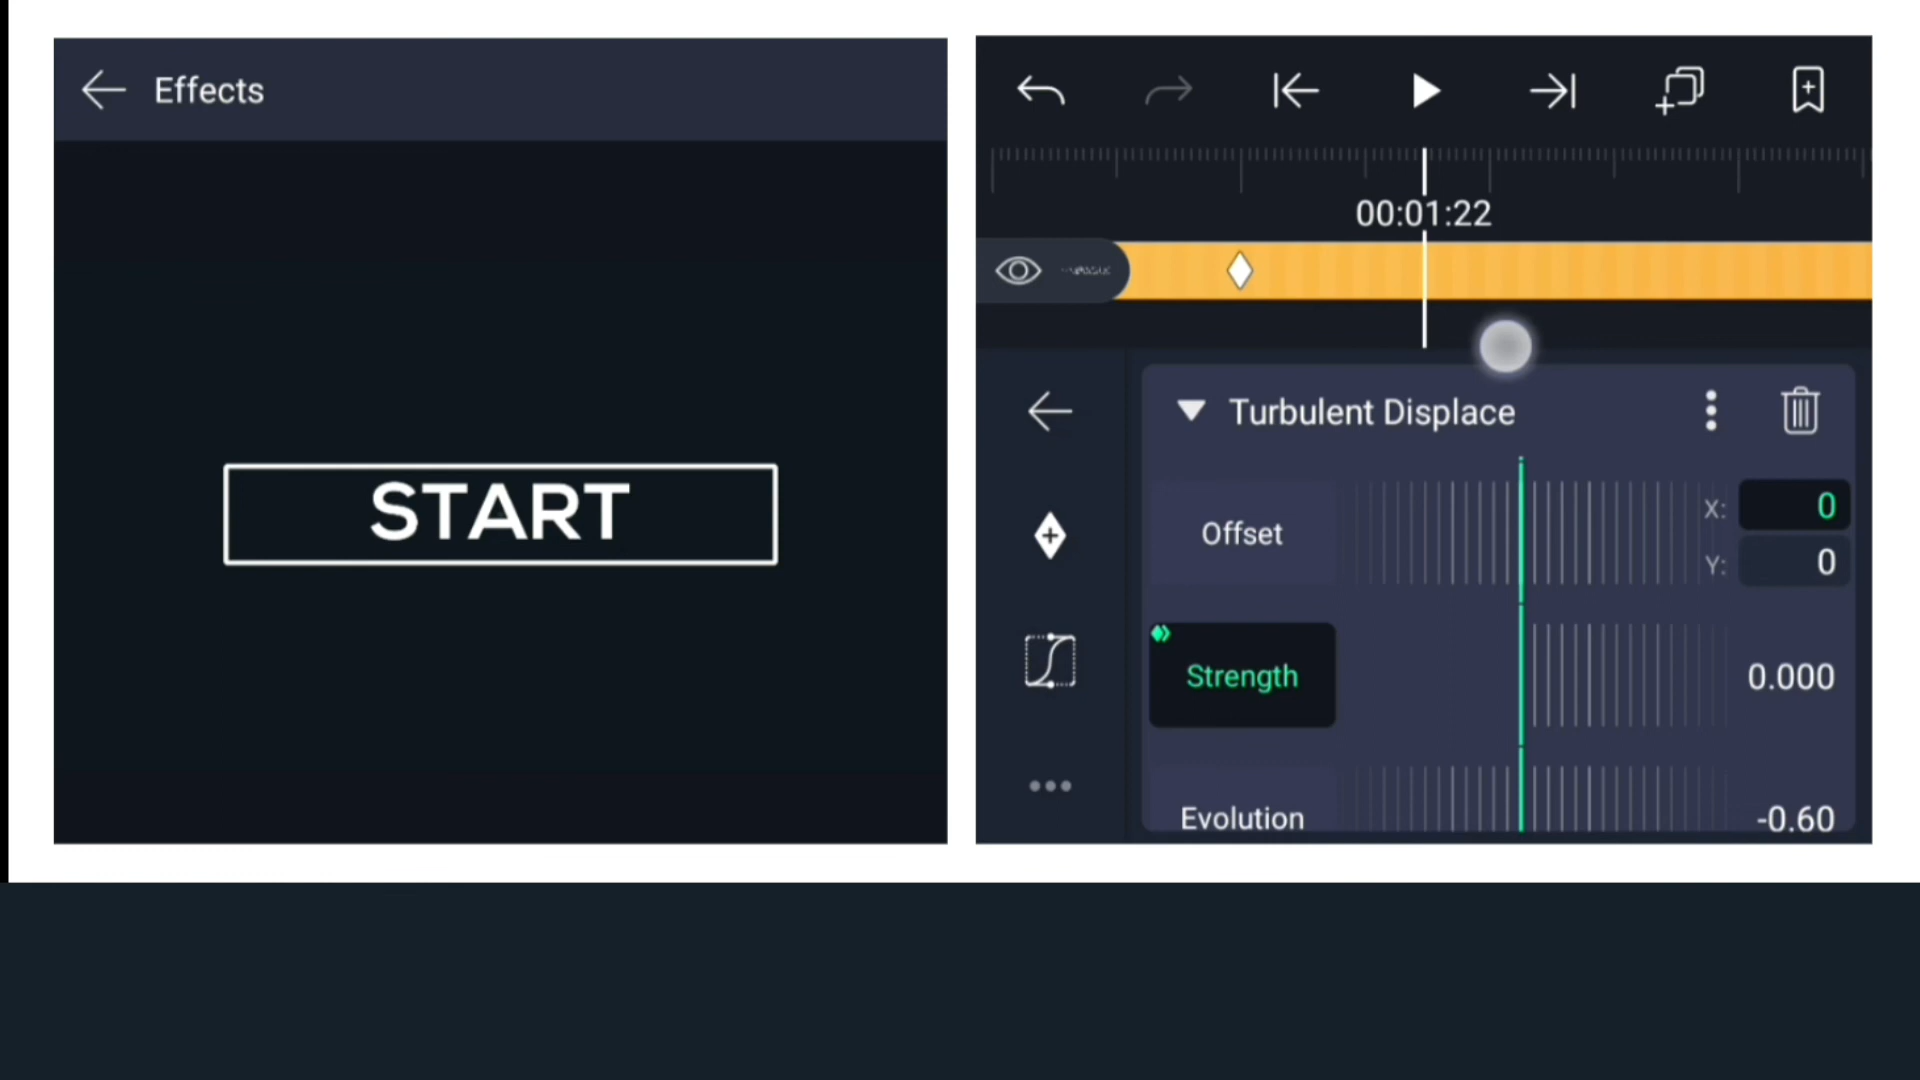 Effects
START
00:01:22
Turbulent Displace
Offset
X: 0
Y: 0
Strength
0.000
Evolution
-0.60